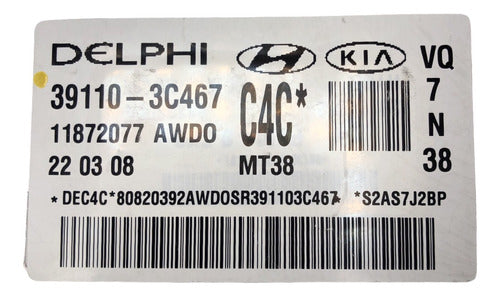 DELPHI KIA VQ
39110-3C467 C4C* 7
11872077 AWDO N
22 03 08 MT38 38
*DEC4C*80820392AWDOSR391103C467* *S2AS7J2BP